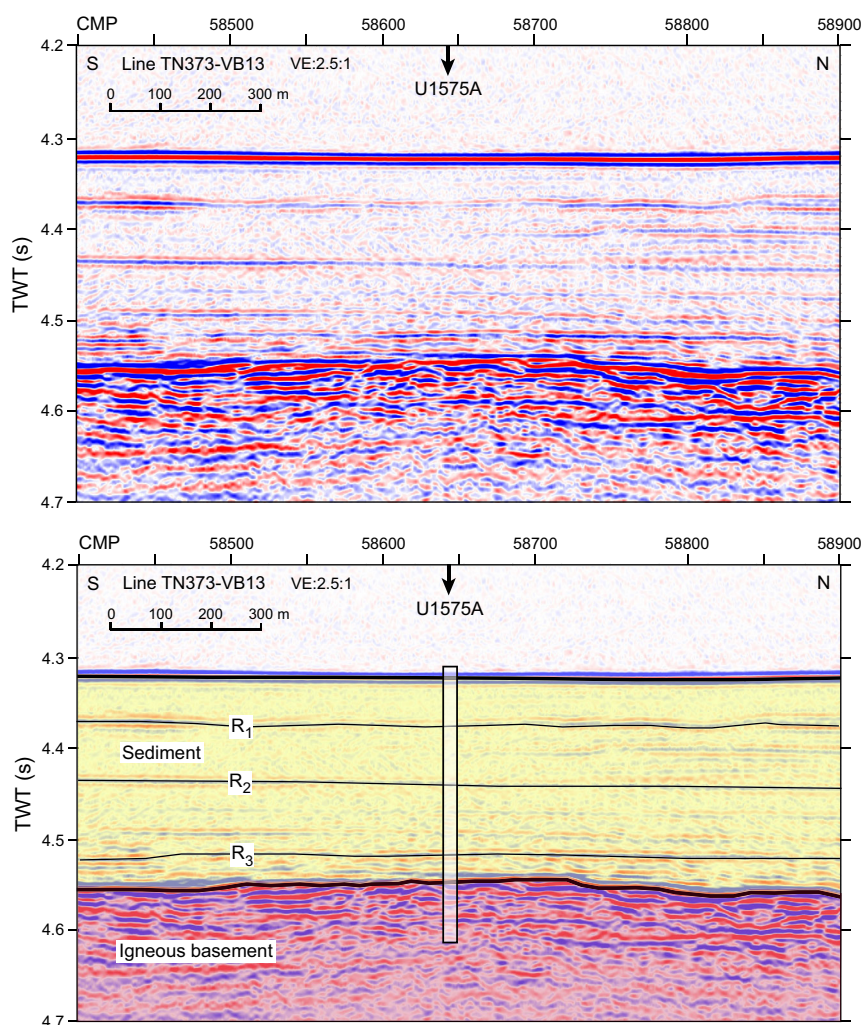 CMP 58500 58600 58700 58800 58900
4.2
S Line TN373-VB13 VE:2.5:1 N
U1575A
0 100 200 300 m
4.3
4.4
TWT (s)
4.5
4.6
4.7
CMP 58500 58600 58700 58800 58900
4.2
S Line TN373-VB13 VE:2.5:1 N
U1575A
0 100 200 300 m
4.3
R1
Sediment
4.4
R2
TWT (s)
4.5
R3
4.6
Igneous basement
4.7